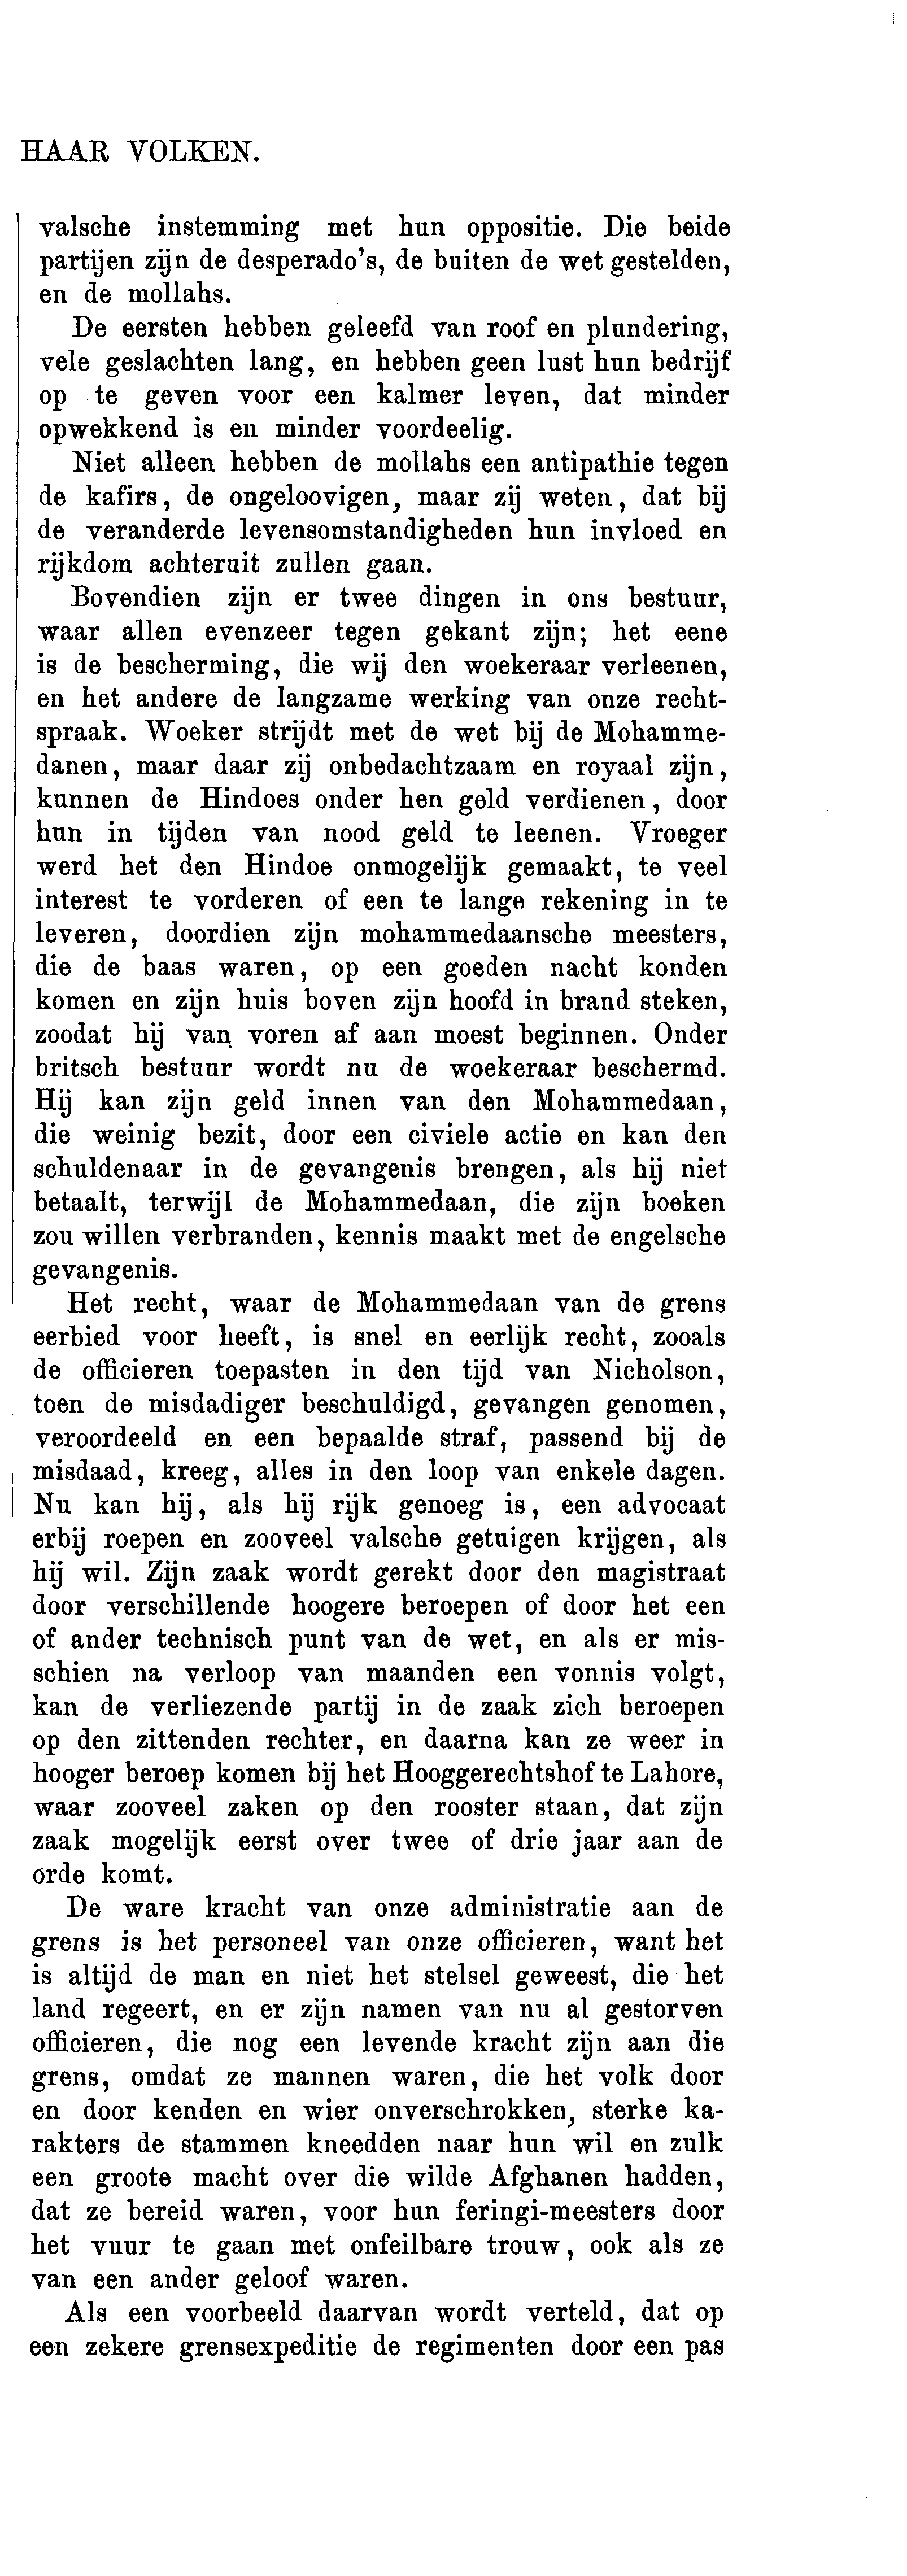 HAAR VOLKEN.
valsche instemming met hun oppositie. Die beide
partijen zijn de desperado's, de buiten de wet gestelden,
en de mollahs.
De eersten hebben geleefd van roof en plundering,
vele geslachten lang, en hebben geen lust hun bedrijf
op te geven voor een kalmer leven, dat minder
opwekkend is en minder voordeelig.
Niet alleen hebben de mollahs een antipathie tegen
de kafirs, de ongeloovigen, maar zij weten, dat bij
de veranderde levensomstandigheden hun invloed en
rijkdom achteruit zullen gaan.
Bovendien zijn er twee dingen in ons bestuur,
waar allen evenzeer tegen gekant zijn; het eene
is de bescherming, die wij den woekeraar verleenen,
en het andere de langzame werking van onze recht-
spraak. Woeker strijdt met de wet bij de Mohamme-
danen, maar daar zij onbedachtzaam en royaal zijn,
kunnen de Hindoes onder hen geld verdienen, door
hun in tijden van nood geld te leenen. Vroeger
werd het den Hindoe onmogelijk gemaakt, te veel
interest te vorderen of een te lange rekening in te
leveren, doordien zijn mohammedaansche meesters,
die de baas waren, op een goeden nacht konden
komen en zijn huis boven zijn hoofd in brand steken,
zoodat hij van voren af aan moest beginnen. Onder
britsch bestuur wordt nu de woekeraar beschermd.
Hij kan zijn geld innen van den Mohammedaan,
die weinig bezit, door een civiele actie en kan den
schuldenaar in de gevangenis brengen, als hij niet
betaalt, terwijl de Mohammedaan, die zijn boeken
zou willen verbranden, kennis maakt met de engelsche
gevangenis.
Het recht, waar de Mohammedaan van de grens
eerbied voor heeft, is snel en eerlijk recht, zooals
de officieren toepasten in den tijd van Nicholson,
toen de misdadiger beschuldigd, gevangen genomen,
veroordeeld en een bepaalde straf, passend bij de
misdaad, kreeg, alles in den loop van enkele dagen.
Nu kan hij, als hij rijk genoeg is, een advocaat
erbij roepen en zooveel valsche getuigen krijgen, als
hij wil. Zijn zaak wordt gerekt door den magistraat
door verschillende hoogere beroepen of door het een
of ander technisch punt van de wet, en als er mis-
schien na verloop van maanden een vonnis volgt,
kan de verliezende partij in de zaak zich beroepen
op den zittenden rechter, en daarna kan ze weer in
hooger beroep komen bij het Hooggerechtshof te Lahore,
waar zooveel zaken op den rooster staan, dat zijn
zaak mogelijk eerst over twee of drie jaar aan de
orde komt.
De ware kracht van onze administratie aan de
grens is het personeel van onze officieren, want het
is altijd de man en niet het stelsel geweest, die het
land regeert, en er zijn namen van nu al gestorven
officieren, die nog een levende kracht zijn aan die
grens, omdat ze mannen waren, die het volk door
en door kenden en wier onverschrokken, sterke ka-
rakters de stammen kneedden naar hun wil en zulk
een groote macht over die wilde Afghanen hadden,
dat ze bereid waren, voor hun feringi-meesters door
het vuur te gaan met onfeilbare trouw, ook als ze
van een ander geloof waren.
Als een voorbeeld daarvan wordt verteld, dat op
een zekere grensexpeditie de regimenten door een pas